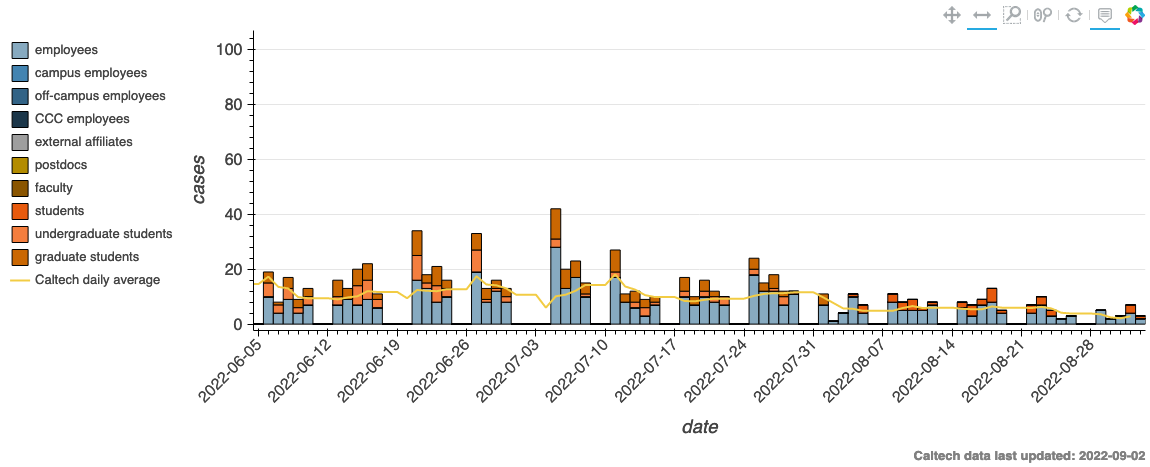 employees
campus employees
off-campus employees
CCC employees
external affiliates
postdocs
faculty
students
undergraduate students
graduate students
Caltech daily average
cases
100
80
60
40
20
0
2022-06-05
2022-06-12
2022-06-19
2022-06-26
2022-07-03
2022-07-10
2022-07-17
2022-07-24
2022-07-31
2022-08-07
2022-08-14
2022-08-21
2022-08-28
date
Caltech data last updated: 2022-09-02